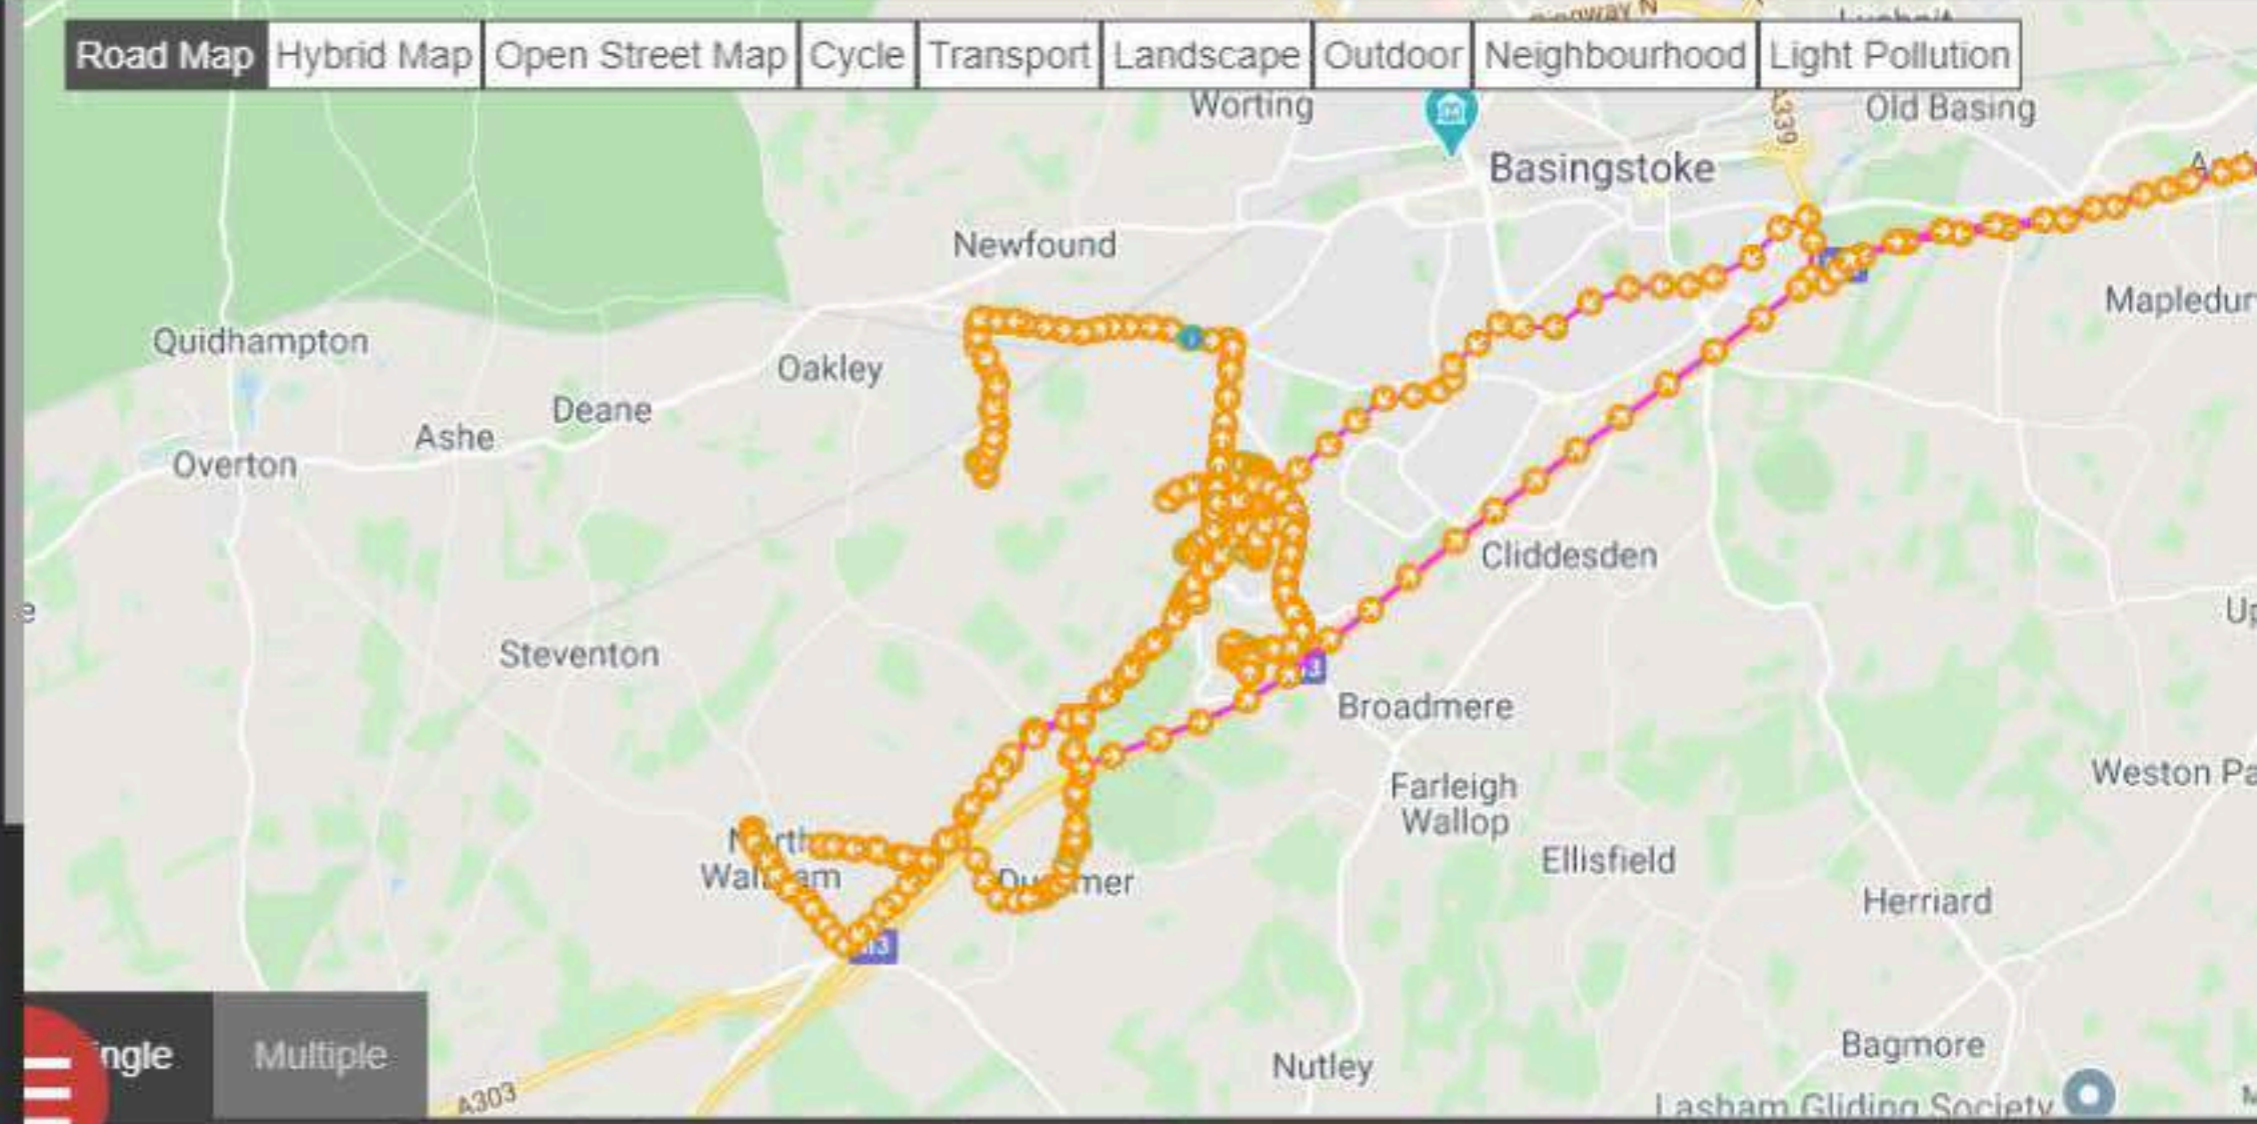 Road Map
Hybrid Map
Open Street Map
Cycle
Transport
Landscape
Outdoor
Neighbourhood
Light Pollution
Worting
A339
Old Basing
Basingstoke
Newfound
Quidhampton
Oakley
Mapledur
Deane
Ashe
Overton
Cliddesden
e
Up
Steventon
Broadmere
Weston Pa
Farleigh
Wallop
Ellisfield
Herriard
Bagmore
Nutley
ngle
Multiple
A303
Lasham Gliding Society